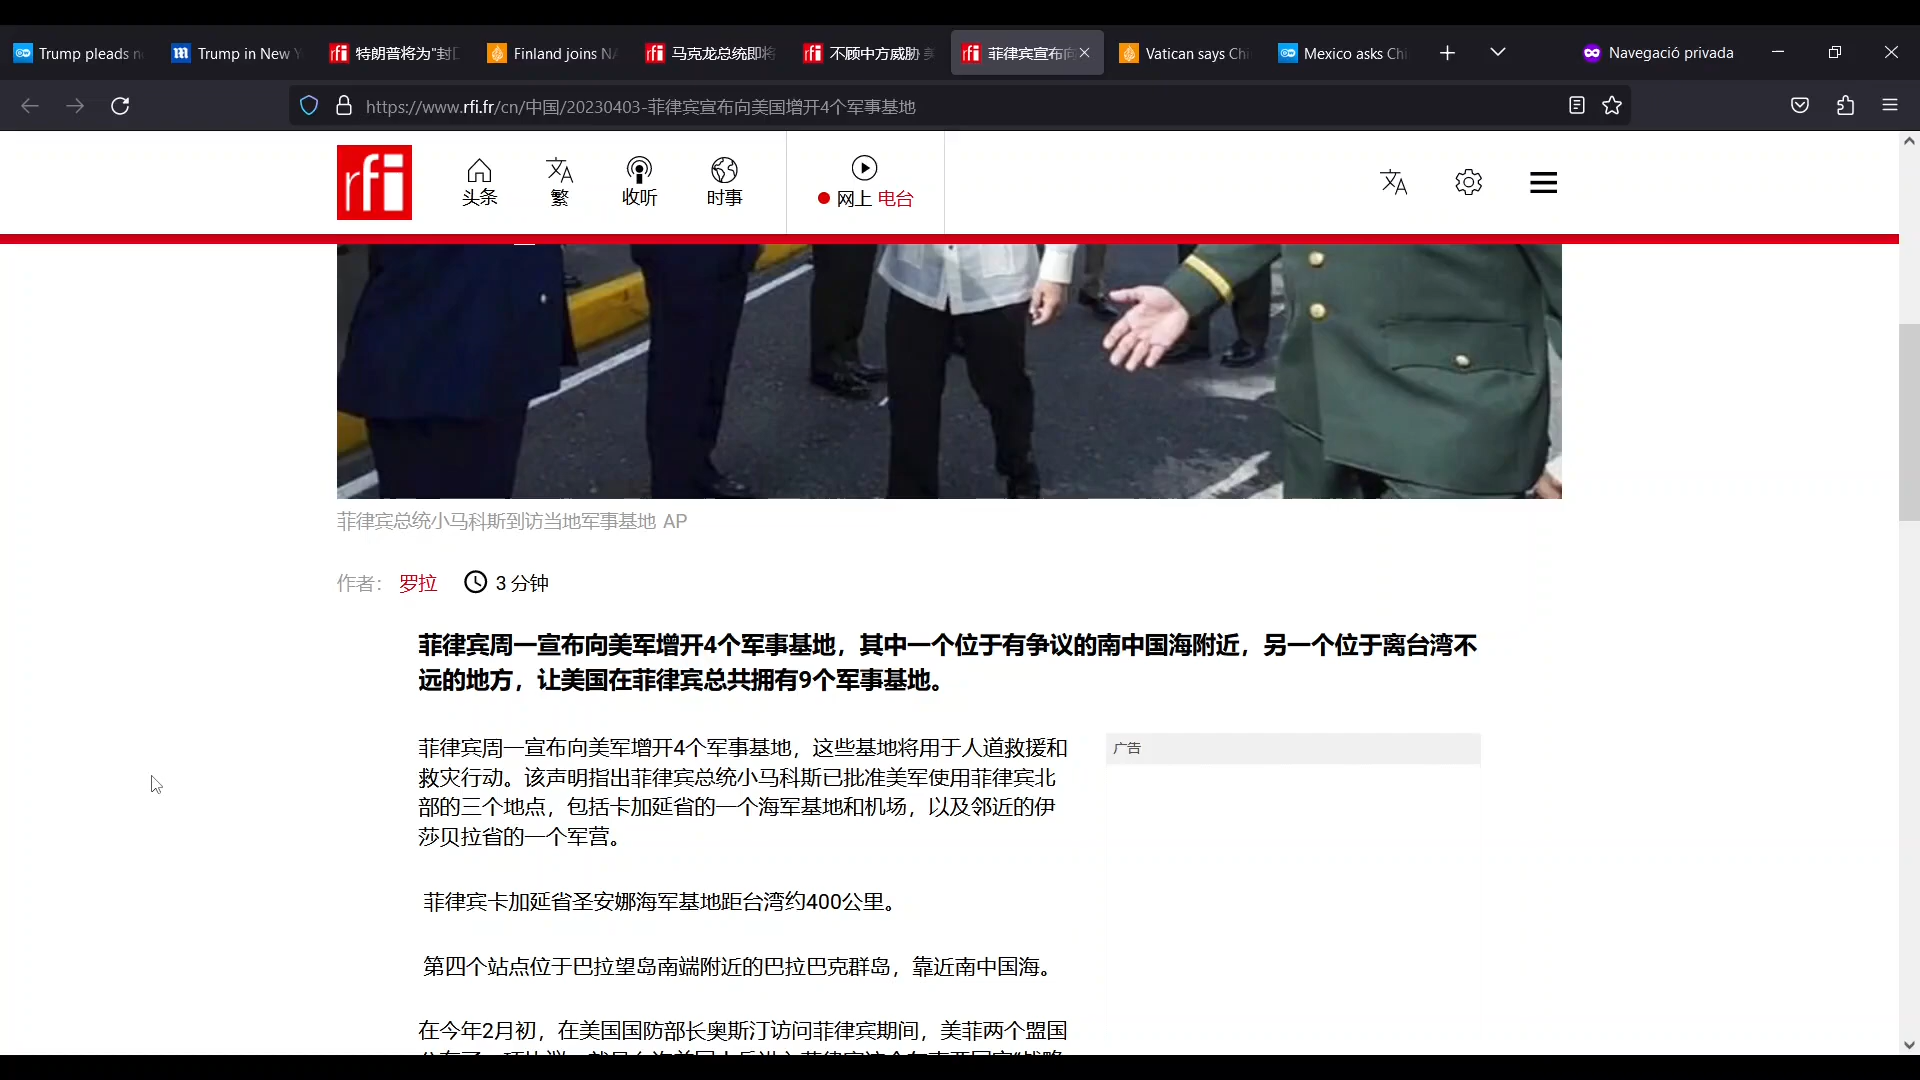 Trump pleads n
Trump in New Y
特朗普将为"封
Finland joins NA
马克龙总统即将
不顾中方威胁
菲律宾宣布向
Vatican says Chi
Mexico asks Chi
Navegació privada
https://www.rfi.fr/cn/中国/20230403-菲律宾宣布向美国增开4个军事基地
rfi
头条
繁
收听
时事
网上 电台
菲律宾总统小马科斯到访当地军事基地 AP
作者: 罗拉 3 分钟
菲律宾周一宣布向美军增开4个军事基地，其中一个位于有争议的南中国海附近，另一个位于离台湾不
远的地方，让美国在菲律宾总共拥有9个军事基地。
菲律宾周一宣布向美军增开4个军事基地，这些基地将用于人道救援和
救灾行动。该声明指出菲律宾总统小马科斯已批准美军使用菲律宾北
部的三个地点，包括卡加延省的一个海军基地和机场，以及邻近的伊
莎贝拉省的一个军营。
广告
菲律宾卡加延省圣安娜海军基地距台湾约400公里。
第四个站点位于巴拉望岛南端附近的巴拉巴克群岛，靠近南中国海。
在今年2月初，在美国国防部长奥斯汀访问菲律宾期间，美菲两个盟国